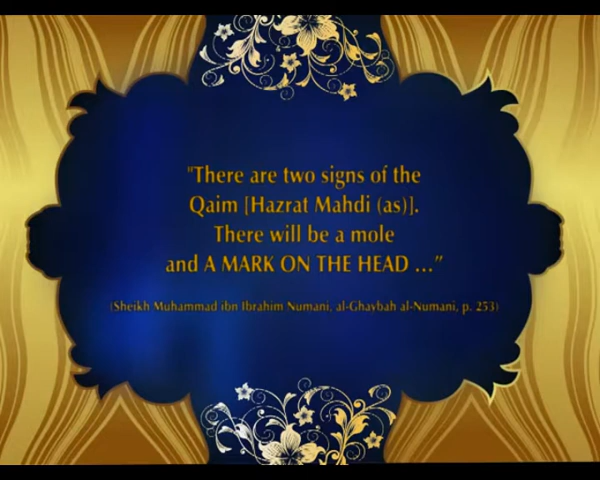 "There are two signs of the
Qaim [Hazrat Mahdi (as)].
There will be a mole
and A MARK ON THE HEAD ..."
(Sheikh Muhammad ibn Ibrahim Numani, al-Ghaybah al-Numani, p. 253)